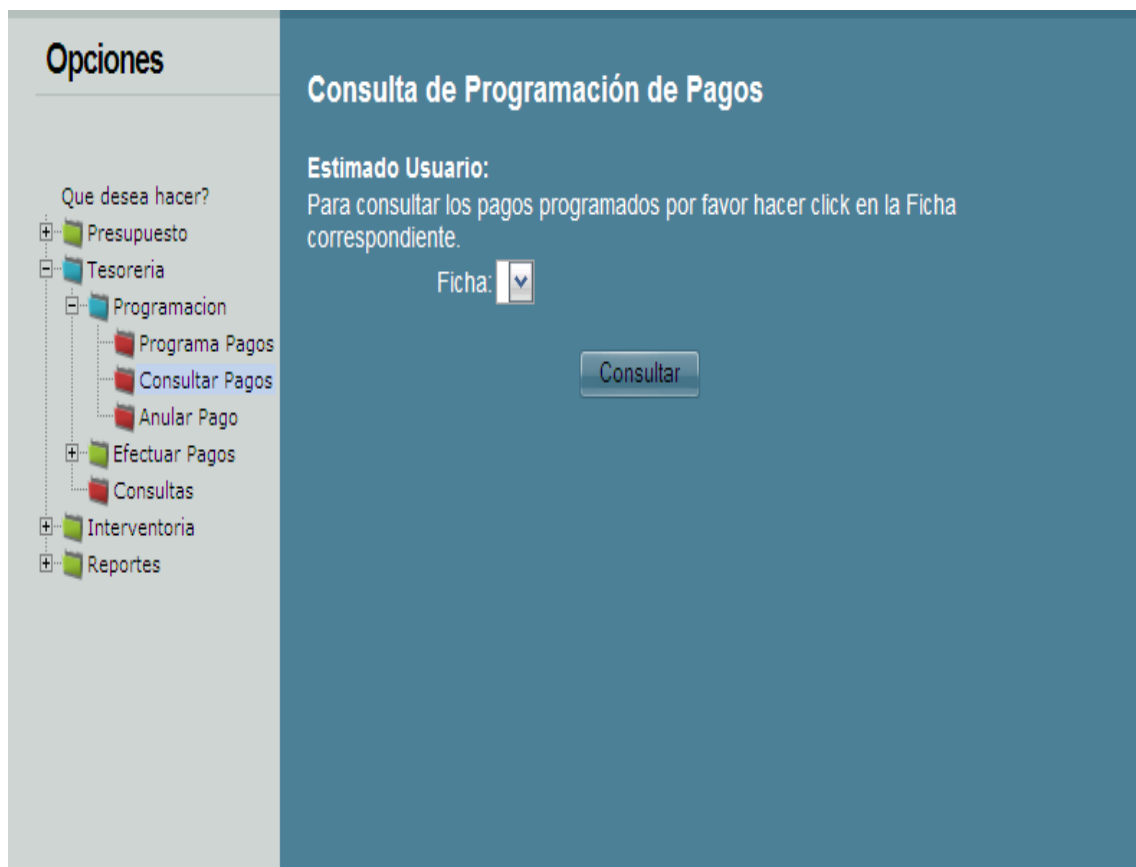 Opciones
Que desea hacer?
Presupuesto
Tesoreria
Programacion
Programa Pagos
Consultar Pagos
Anular Pago
Efectuar Pagos
Consultas
Interventoria
Reportes
Consulta de Programación de Pagos
Estimado Usuario:
Para consultar los pagos programados por favor hacer click en la Ficha
correspondiente.
Ficha:
Consultar